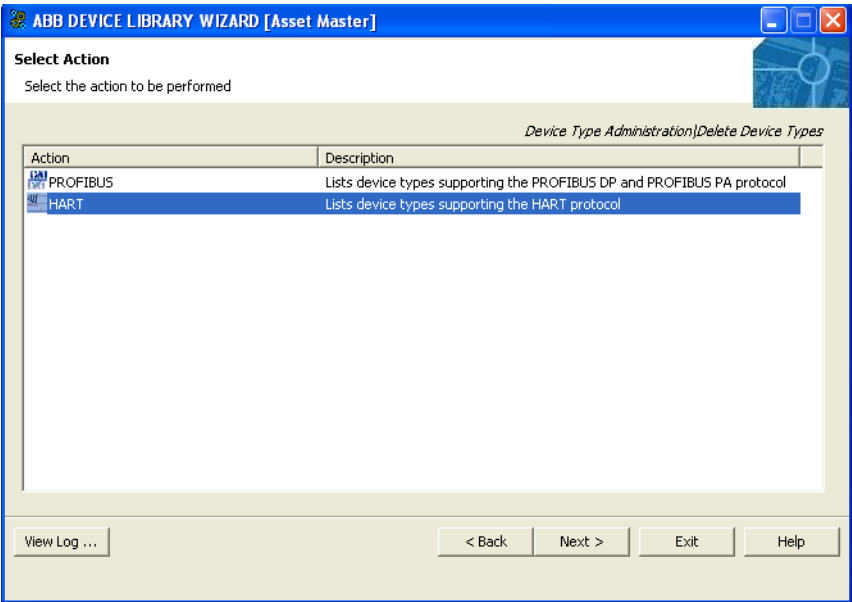 ABB DEVICE LIBRARY WIZARD [Asset Master]
Select Action
Select the action to be performed
Device Type Administration|Delete Device Types
Action Description
PROFIBUS Lists device types supporting the PROFIBUS DP and PROFIBUS PA protocol
HART Lists device types supporting the HART protocol
View Log ... < Back Next > Exit Help